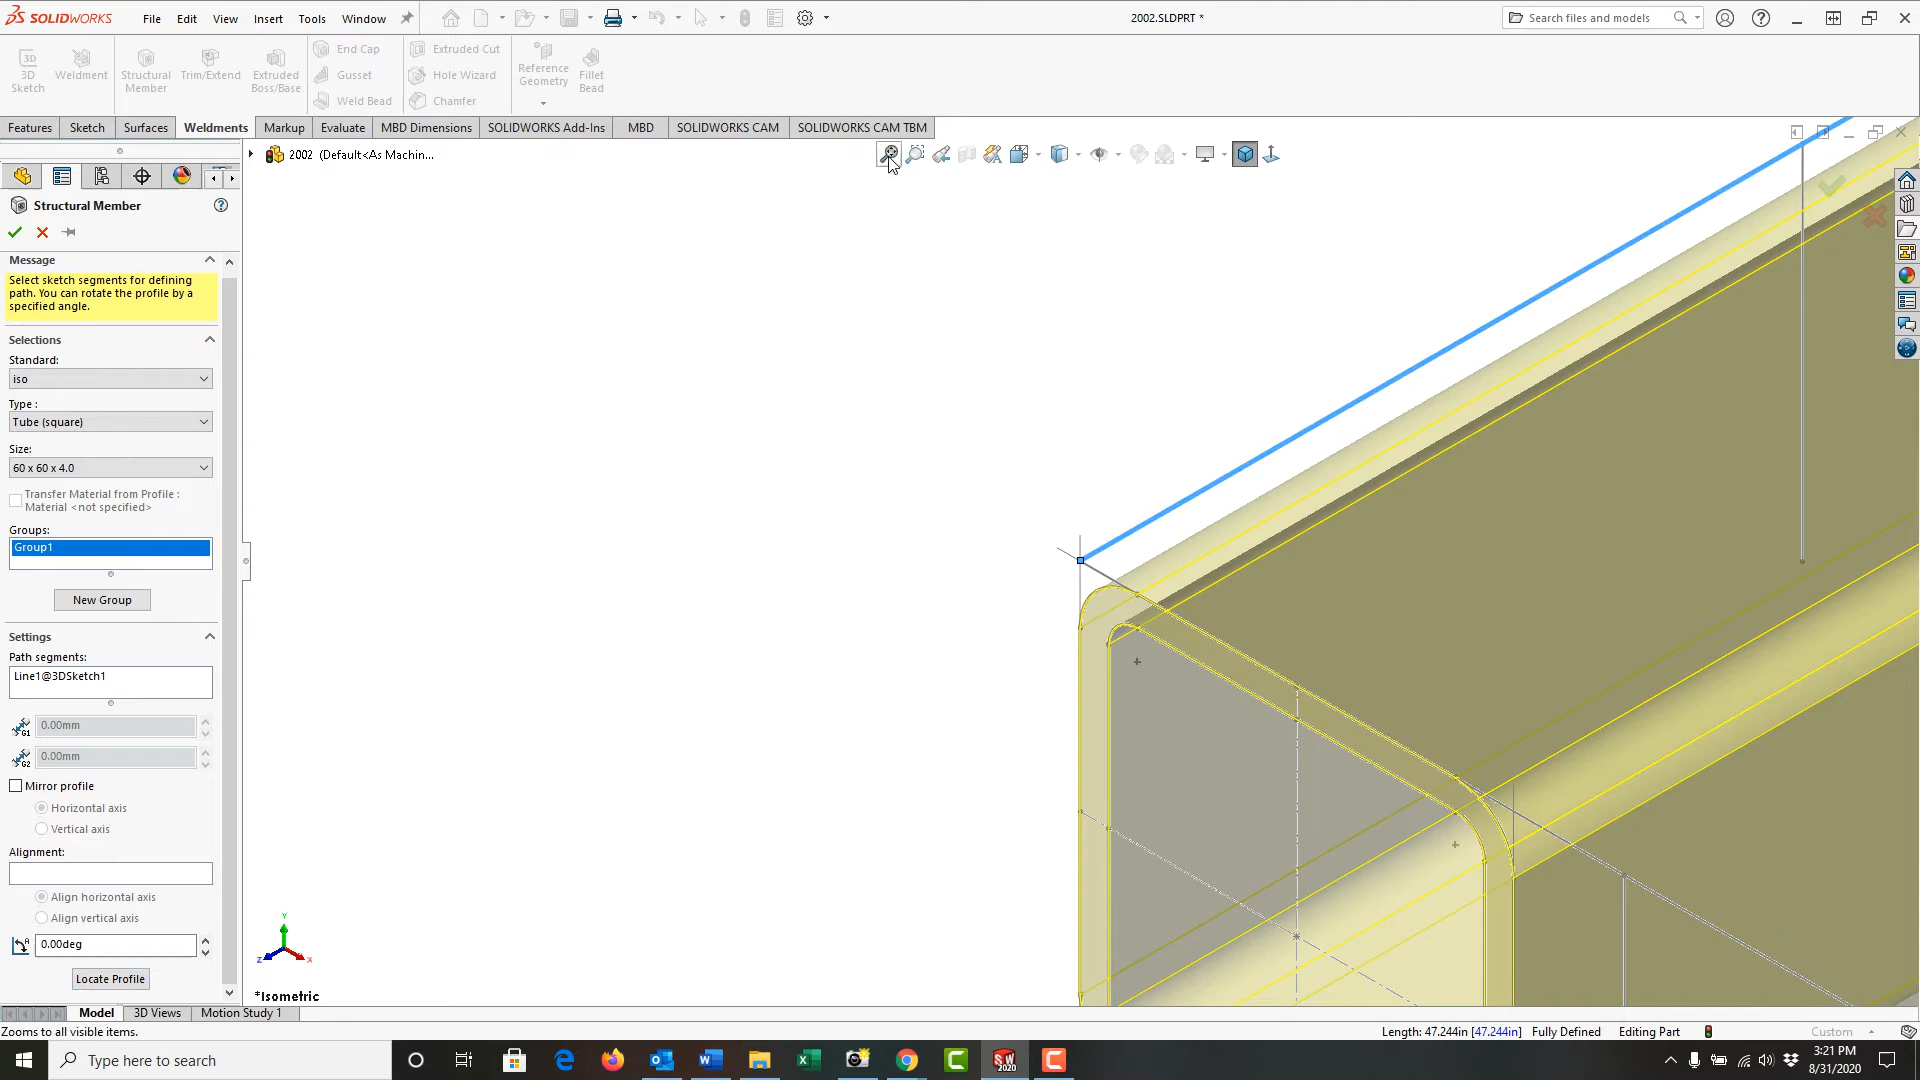 SOLIDWORKS File Edit View Insert Tools Window 2002.SLDPRT * Search files and models
3D Sketch
Weldment
Structural Member
Trim/Extend
Extruded Boss/Base
End Cap
Gusset
Weld Bead
Extruded Cut
Hole Wizard
Chamfer
Reference Geometry
Fillet Bead
Features Sketch Surfaces Weldments Markup Evaluate MBD Dimensions SOLIDWORKS Add-Ins MBD SOLIDWORKS CAM SOLIDWORKS CAM TBM
2002 (Default<As Machin...
Structural Member
Message
Select sketch segments for defining
path. You can rotate the profile by a
specified angle.
Selections
Standard:
iso
Type :
Tube (square)
Size:
60 x 60 x 4.0
Transfer Material from Profile :
Material <not specified>
Groups:
Group1
New Group
Settings
Path segments:
Line1@3DSketch1
G1 0.00mm
G2 0.00mm
Mirror profile
Horizontal axis
Vertical axis
Alignment:
Align horizontal axis
Align vertical axis
0.00deg
Locate Profile
Y
Z X
*Isometric
Model 3D Views Motion Study 1
Zooms to all visible items. Length: 47.244in [47.244in] Fully Defined Editing Part Custom
Type here to search
SW 2020
3:21 PM
8/31/2020